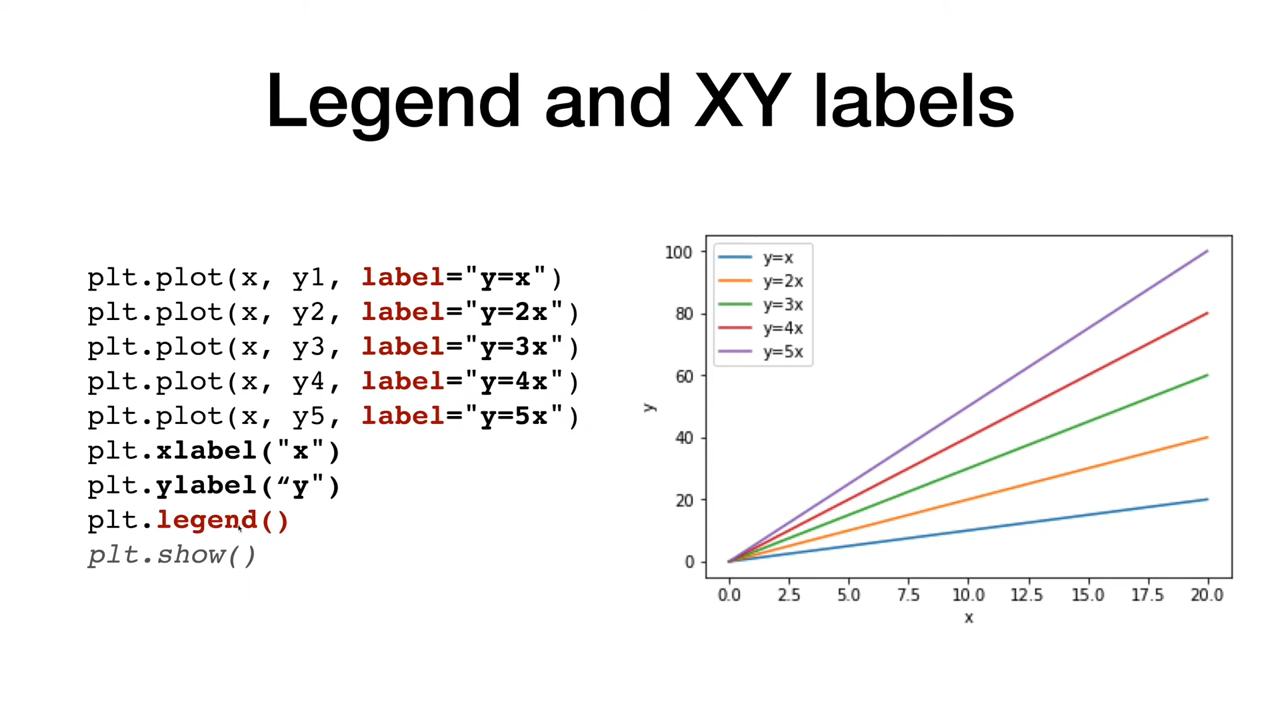 Legend and XY labels
plt.plot(x, y1, label="y=x")
plt.plot(x, y2, label="y=2x")
plt.plot(x, y3, label="y=3x")
plt.plot(x, y4, label="y=4x")
plt.plot(x, y5, label="y=5x")
plt.xlabel("x")
plt.ylabel(“y")
plt.legend()
plt.show()
y=x
y=2x
y=3x
y=4x
y=5x
100
80
60
40
20
0
y
0.0 2.5 5.0 7.5 10.0 12.5 15.0 17.5 20.0
x